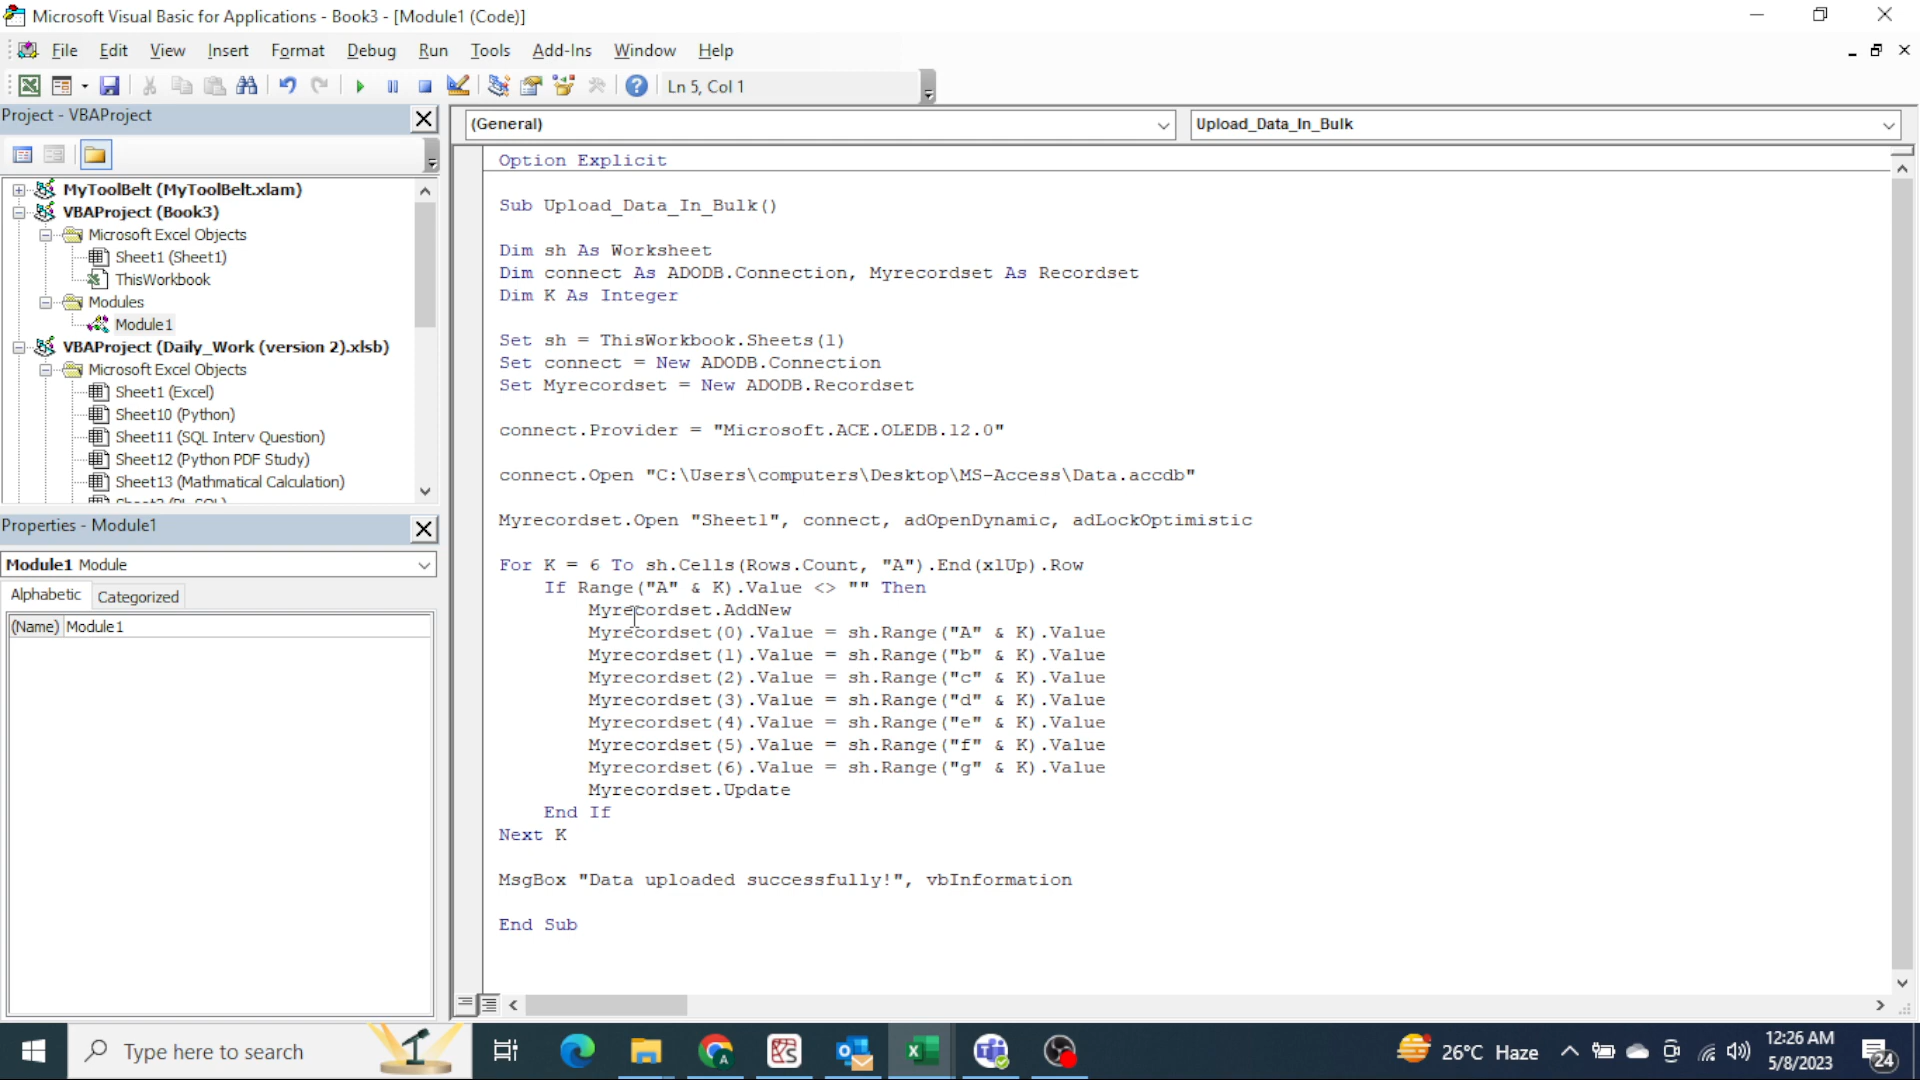 Microsoft Visual Basic for Applications - Book3 - [Module1 (Code)]
File Edit View Insert Format Debug Run Tools Add-Ins Window Help
Ln 5, Col 1
Project - VBAProject
(General)
Upload_Data_In_Bulk
MyToolBelt (MyToolBelt.xlam)
VBAProject (Book3)
Microsoft Excel Objects
Sheet1 (Sheet1)
ThisWorkbook
Modules
Module1
VBAProject (Daily_Work (version 2).xlsb)
Microsoft Excel Objects
Sheet1 (Excel)
Sheet10 (Python)
Sheet11 (SQL Interv Question)
Sheet12 (Python PDF Study)
Sheet13 (Mathmatical Calculation)
Properties - Module1
Module1 Module
Alphabetic Categorized
(Name) Module1
Option Explicit
Sub Upload_Data_In_Bulk()
Dim sh As Worksheet
Dim connect As ADODB.Connection, Myrecordset As Recordset
Dim K As Integer
Set sh = ThisWorkbook.Sheets(1)
Set connect = New ADODB.Connection
Set Myrecordset = New ADODB.Recordset
connect.Provider = "Microsoft.ACE.OLEDB.12.0"
connect.Open "C:\Users\computers\Desktop\MS-Access\Data.accdb"
Myrecordset.Open "Sheet1", connect, adOpenDynamic, adLockOptimistic
For K = 6 To sh.Cells(Rows.Count, "A").End(xlUp).Row
If Range("A" & K).Value <> "" Then
Myrecordset.AddNew
Myrecordset(0).Value = sh.Range("A" & K).Value
Myrecordset(1).Value = sh.Range("b" & K).Value
Myrecordset(2).Value = sh.Range("c" & K).Value
Myrecordset(3).Value = sh.Range("d" & K).Value
Myrecordset(4).Value = sh.Range("e" & K).Value
Myrecordset(5).Value = sh.Range("f" & K).Value
Myrecordset(6).Value = sh.Range("g" & K).Value
Myrecordset.Update
End If
Next K
MsgBox "Data uploaded successfully!", vbInformation
End Sub
Type here to search
26°C Haze
12:26 AM
5/8/2023
24